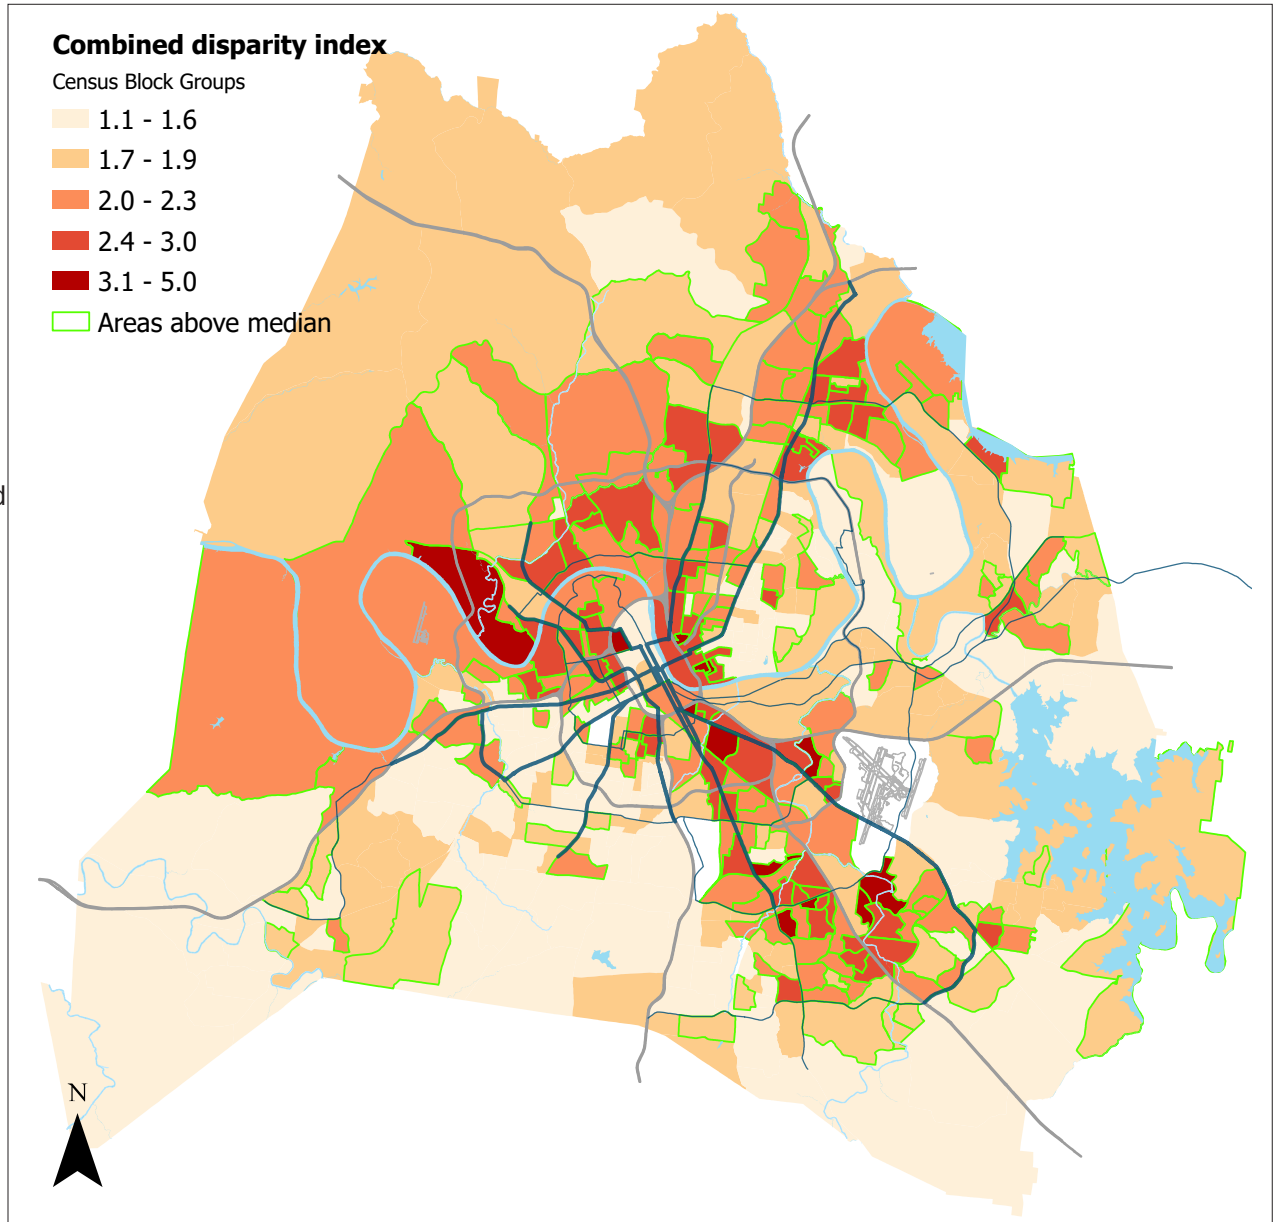 Combined disparity index
Census Block Groups
1.1 - 1.6
1.7 - 1.9
2.0 - 2.3
2.4 - 3.0
3.1 - 5.0
Areas above median
d
N